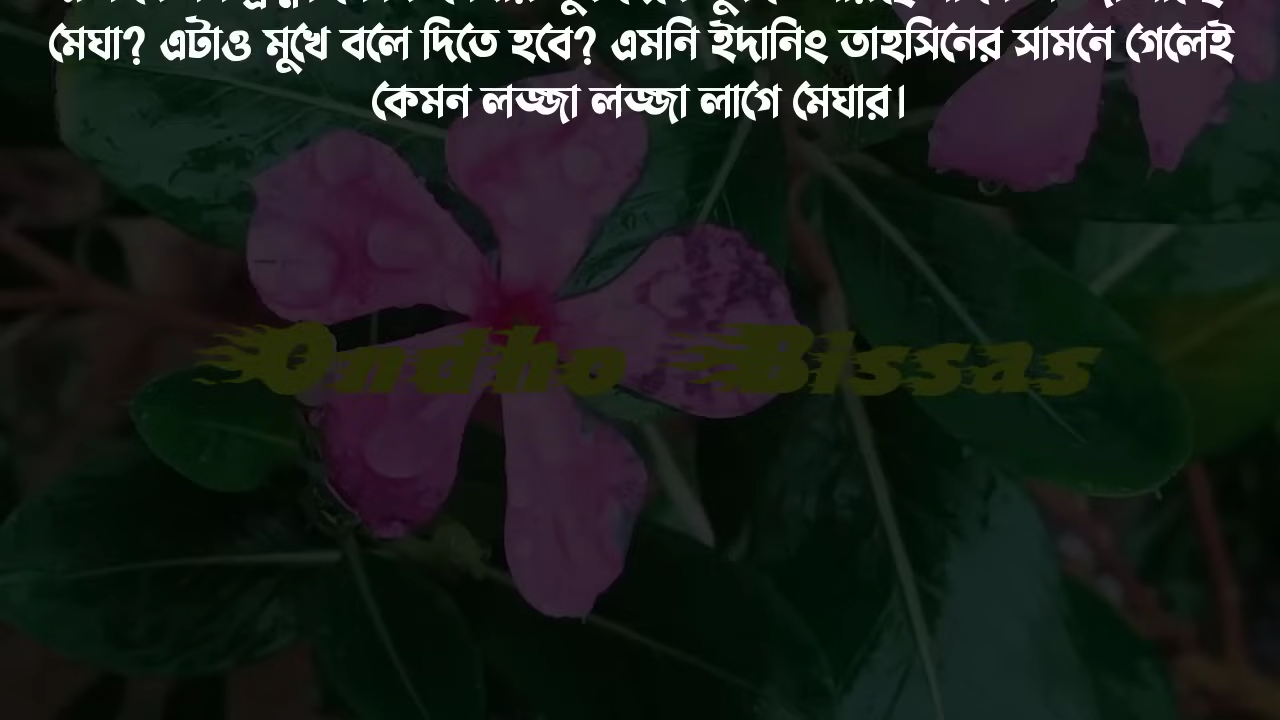 মেঘা? এটাও মুখে বলে দিতে হবে? এমনি ইদানিং তাহসিনের সামনে গেলেই
কেমন লজ্জা লজ্জা লাগে মেঘার।
Ondho Bissas